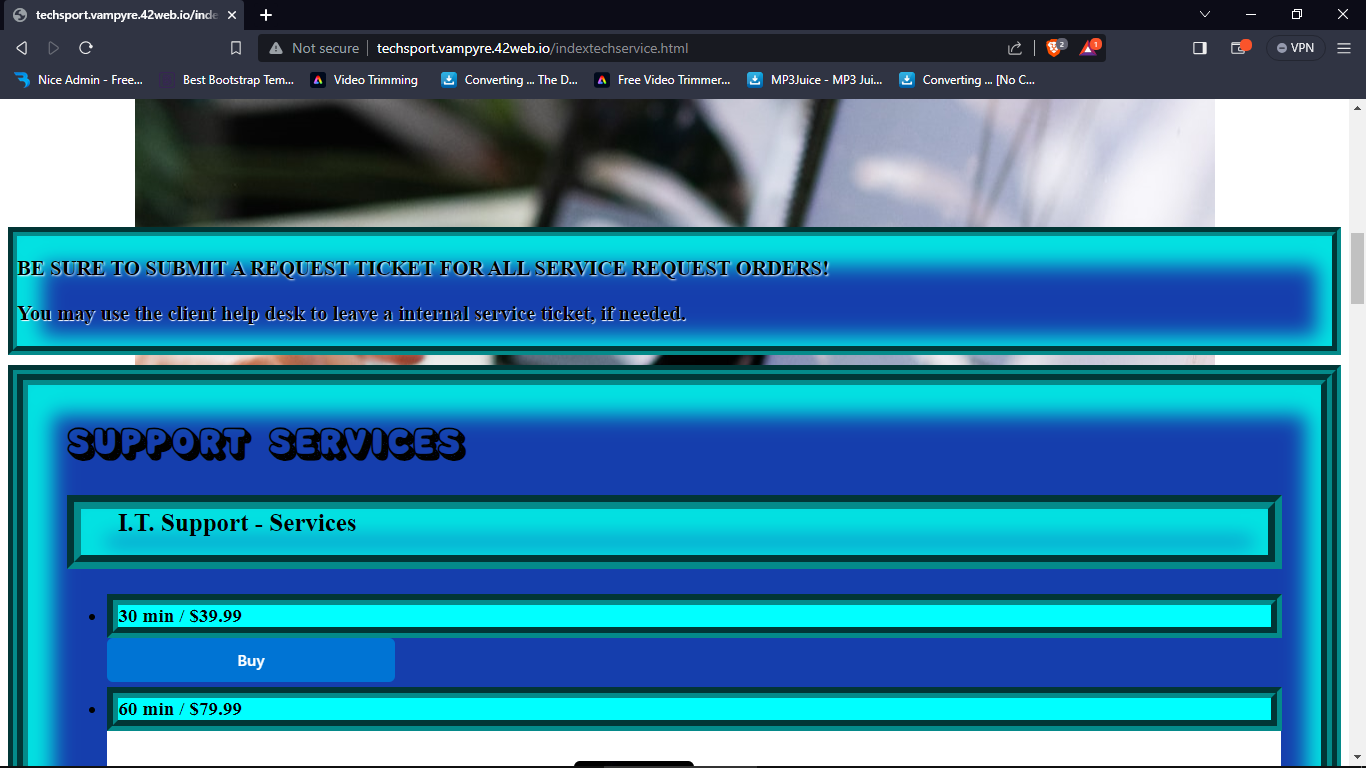 techsport.vampyre.42web.io/inde
Not secure
techsport.vampyre.42web.io/indextechservice.html
2
1
VPN
Nice Admin - Free...
Best Bootstrap Tem...
Video Trimming
Converting ... The D...
Free Video Trimmer...
MP3Juice - MP3 Jui...
Converting ... [No C...
BE SURE TO SUBMIT A REQUEST TICKET FOR ALL SERVICE REQUEST ORDERS!
You may use the client help desk to leave a internal service ticket, if needed.
SUPPORT SERVICES
I.T. Support - Services
30 min / $39.99
Buy
60 min / $79.99